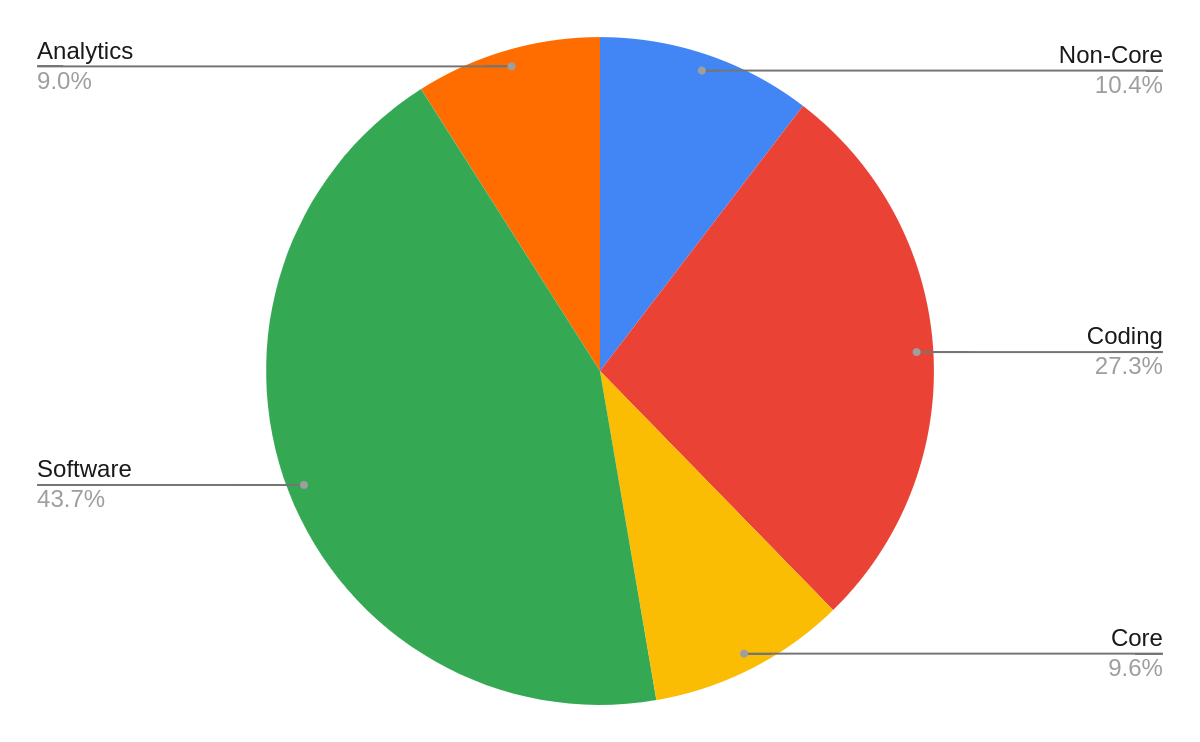 Analytics
9.0%
Non-Core
10.4%
Coding
27.3%
Software
43.7%
Core
9.6%